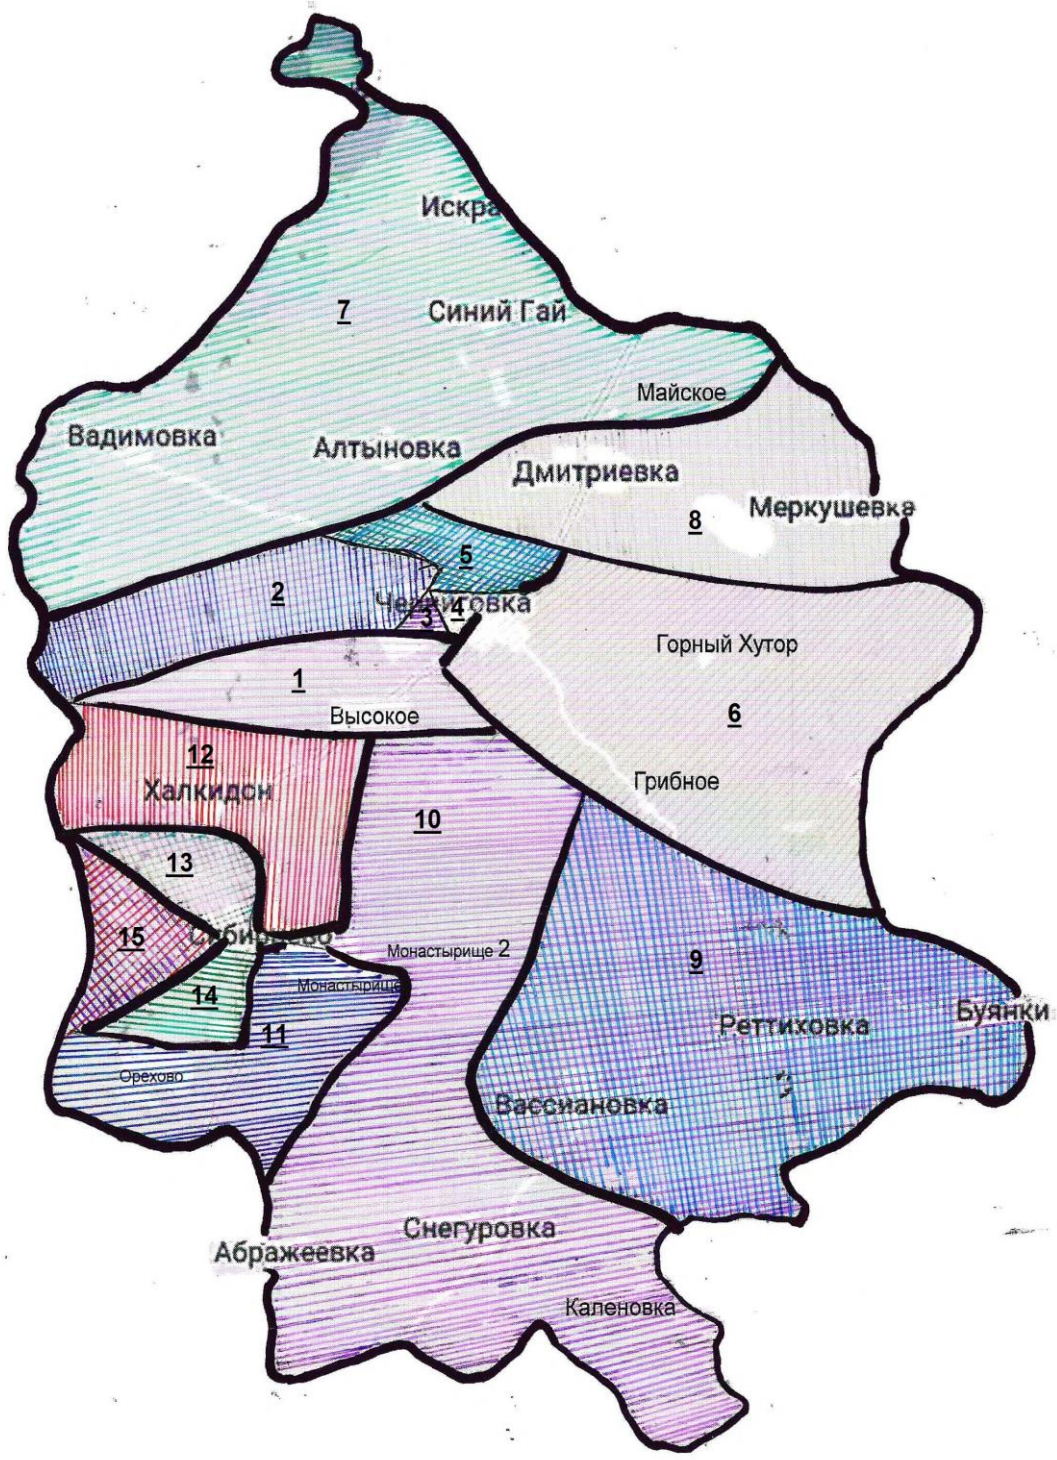 Искра
7
Синий Гай
Майское
Вадимовка
Алтыновка
Дмитриевка
Меркушевка
8
5
2
Черниговка
3
4
Горный Хутор
1
6
Высокое
12
Халкидон
Грибное
10
13
15
Сибирцево
Монастырище 2
9
Монастырище
14
Буянки
Реттиховка
11
Орехово
Вассиановка
Снегуровка
Абражеевка
Каленовка